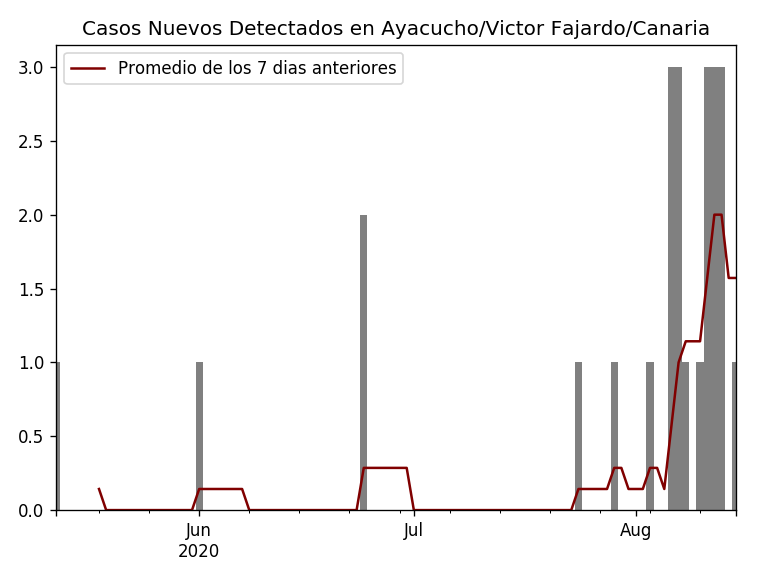 Casos Nuevos Detectados en Ayacucho/Victor Fajardo/Canaria
Promedio de los 7 dias anteriores
3.0
2.5
2.0
1.5
1.0
0.5
0.0
Jun
2020
Jul
Aug